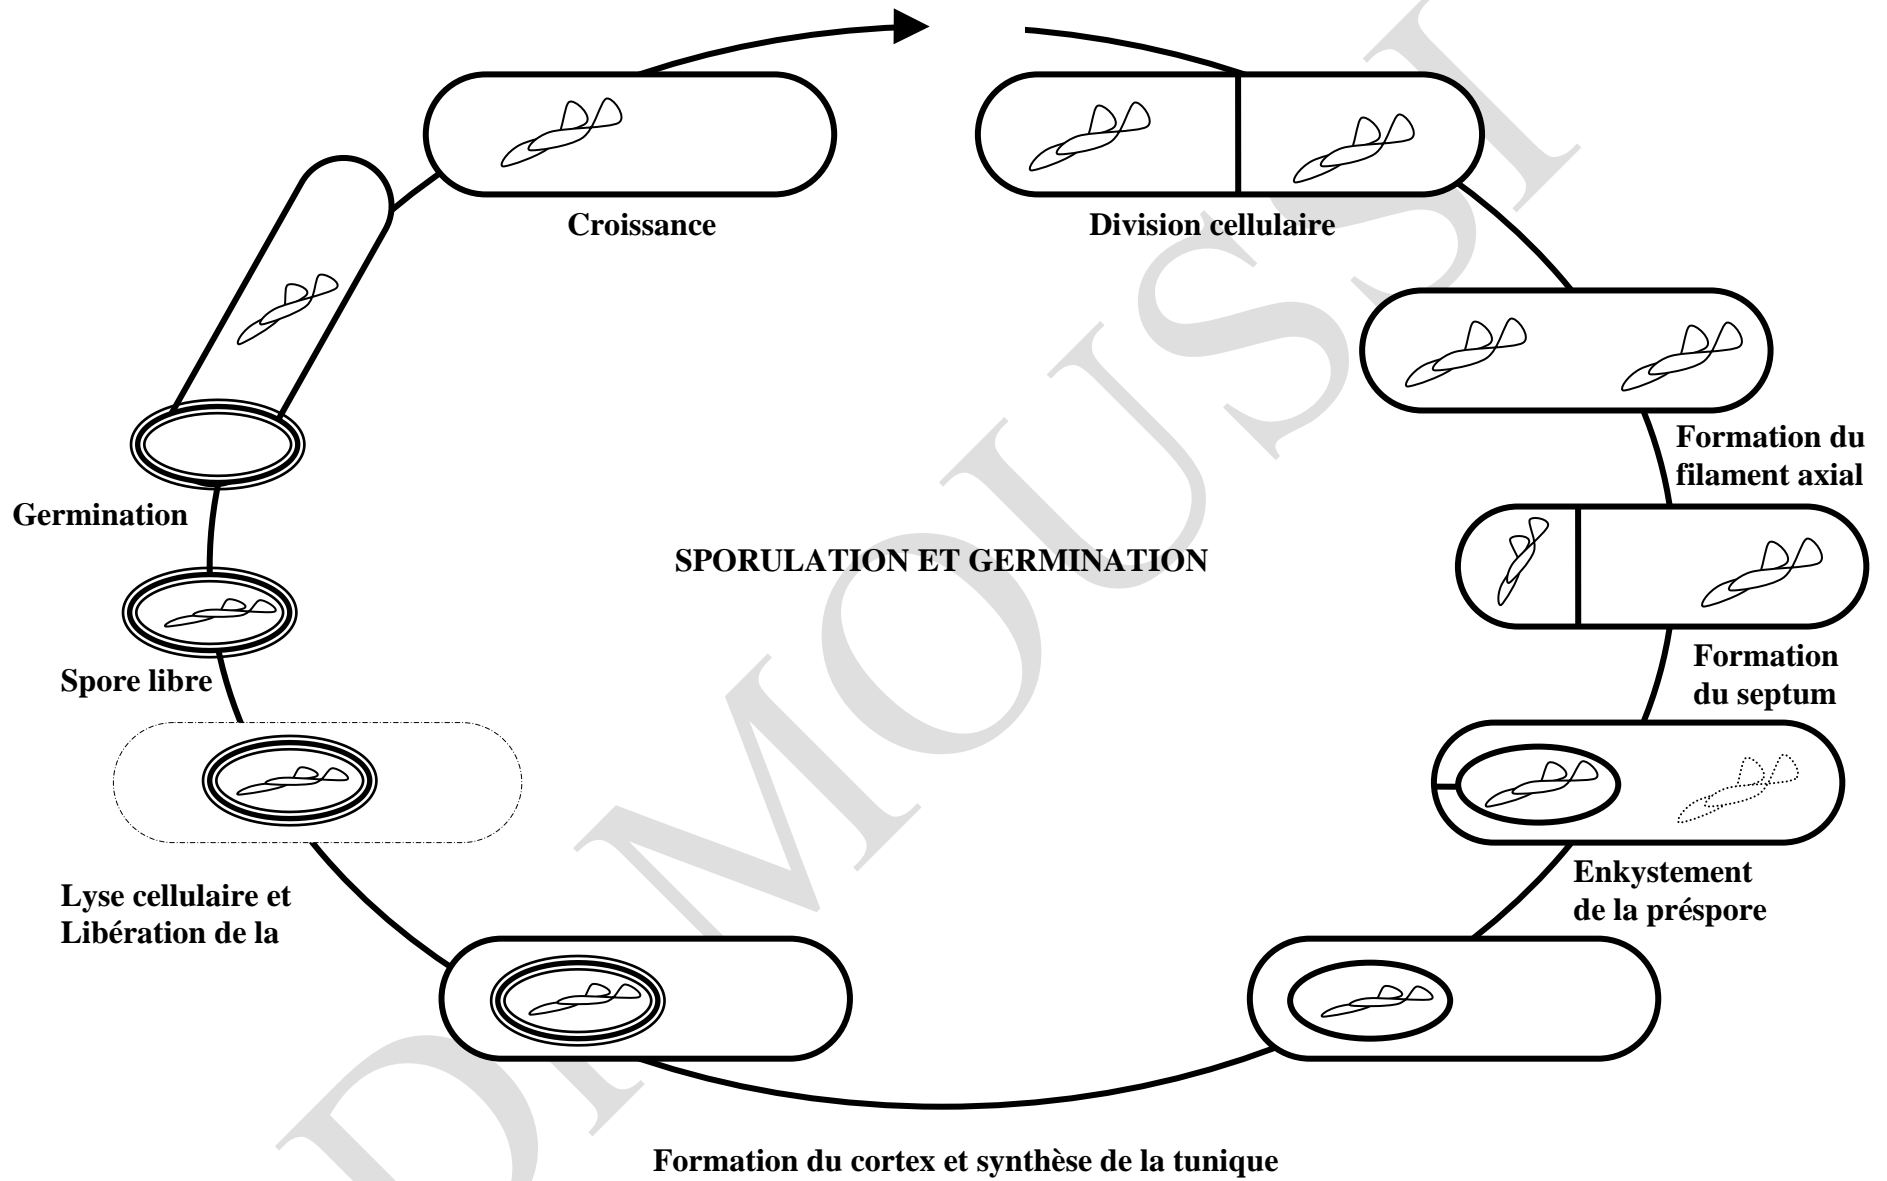 Croissance
Division cellulaire
Formation du
filament axial
Germination
SPORULATION ET GERMINATION
Formation
du septum
Spore libre
Enkystement
de la préspore
Lyse cellulaire et
Libération de la
Formation du cortex et synthèse de la tunique
D MOUSSI